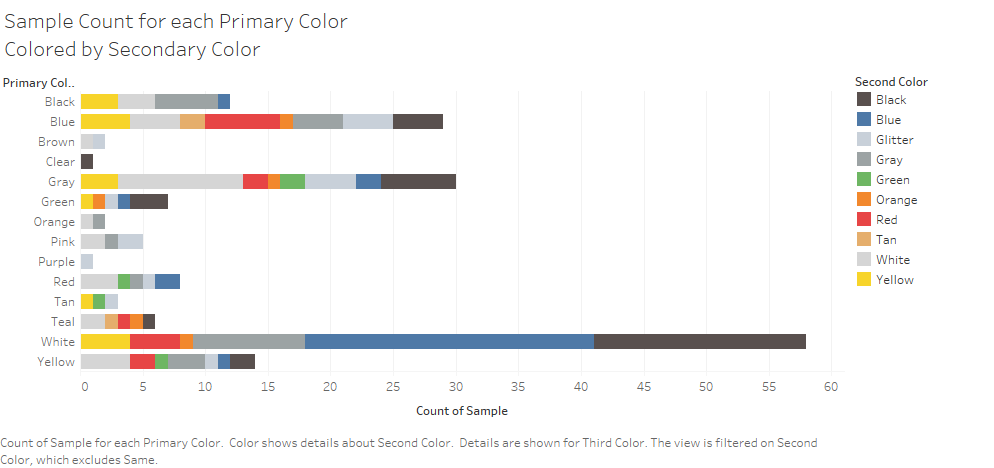 Sample Count for each Primary Color
Colored by Secondary Color
Primary Col..
Black
Blue
Brown
Clear
Gray
Green
Orange
Pink
Purple
Red
Tan
Teal
White
Yellow
0 5 10 15 20 25 30 35 40 45 50 55 60
Count of Sample
Second Color
Black
Blue
Glitter
Gray
Green
Orange
Red
Tan
White
Yellow
Count of Sample for each Primary Color. Color shows details about Second Color. Details are shown for Third Color. The view is filtered on Second
Color, which excludes Same.